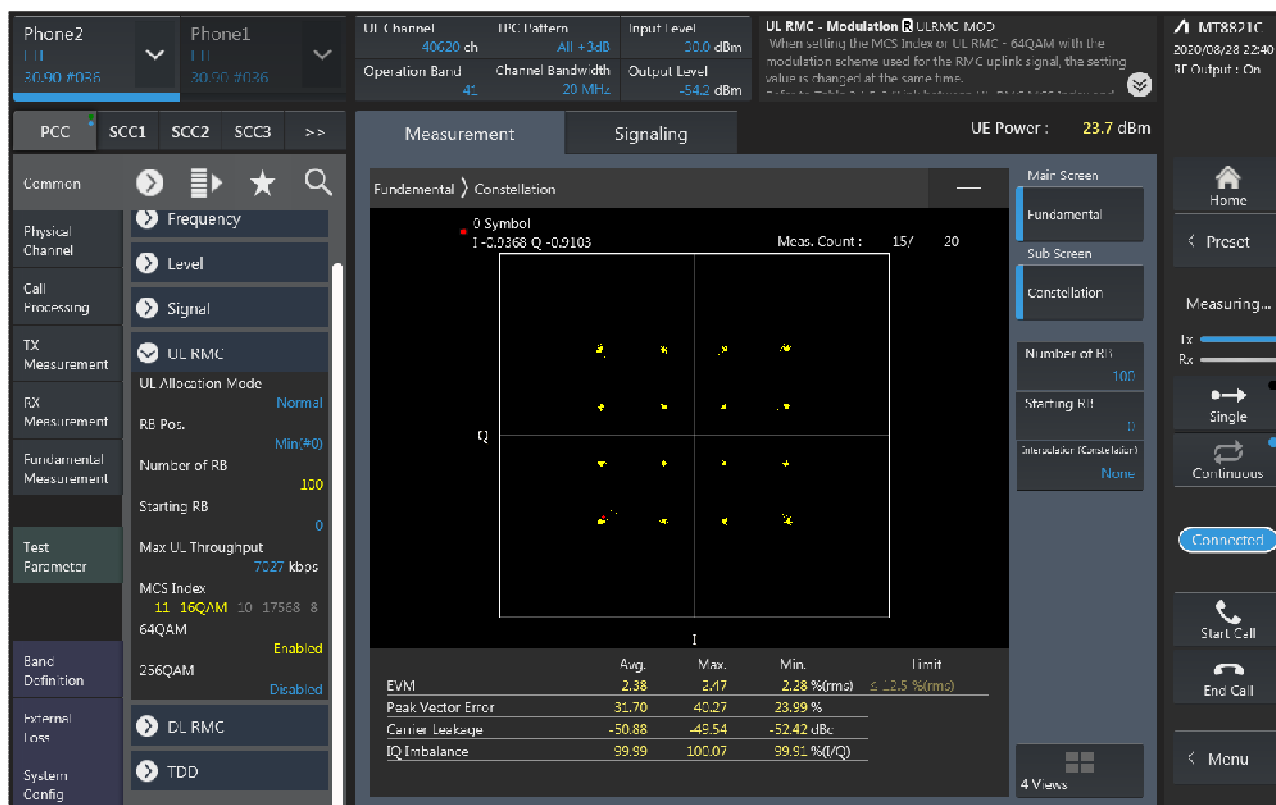 Phone2
30.90 #036
Phone1
30.90 #036
UL Channel
40620 ch
Operation Band
41
TPC Pattern
All +3dB
Channel Bandwidth
20 MHz
Input Level
30.0 dBm
Output Level
-54.2 dBm
UL RMC - Modulation R ULRMC_MOD
When setting the MCS Index or UL RMC - 64QAM with the
modulation scheme used for the RMC uplink signal, the setting
value is changed at the same time.
MT8821C
2020/08/28 22:40
RF Output : On
PCC
SCC1
SCC2
SCC3
>>
Measurement
Signaling
UE Power : 23.7 dBm
Common
Physical
Channel
Call
Processing
TX
Measurement
RX
Measurement
Fundamental
Measurement
Test
Parameter
Band
Definition
External
Loss
System
Config
Frequency
Level
Signal
UL RMC
UL Allocation Mode
Normal
RB Pos.
Min(#0)
Number of RB
100
Starting RB
0
Max UL Throughput
7027 kbps
MCS Index
11 16QAM 10 17568 8
64QAM
Enabled
256QAM
Disabled
DL RMC
TDD
Fundamental > Constellation
0 Symbol
I -0.9368 Q -0.9103
Meas. Count : 15/ 20
Q
I
Avg. Max. Min. Limit
EVM 2.38 2.47 2.28 %(rms) ≤ 12.5 %(rms)
Peak Vector Error 31.70 40.27 23.99 %
Carrier Leakage -50.88 -49.54 -52.42 dBc
IQ Imbalance 99.99 100.07 99.91 %(I/Q)
Main Screen
Fundamental
Sub Screen
Constellation
Number of RB
100
Starting RB
0
Interpolation (Constellation)
None
4 Views
Home
< Preset
Measuring...
Tx
Rx
Single
Continuous
Connected
Start Call
End Call
< Menu